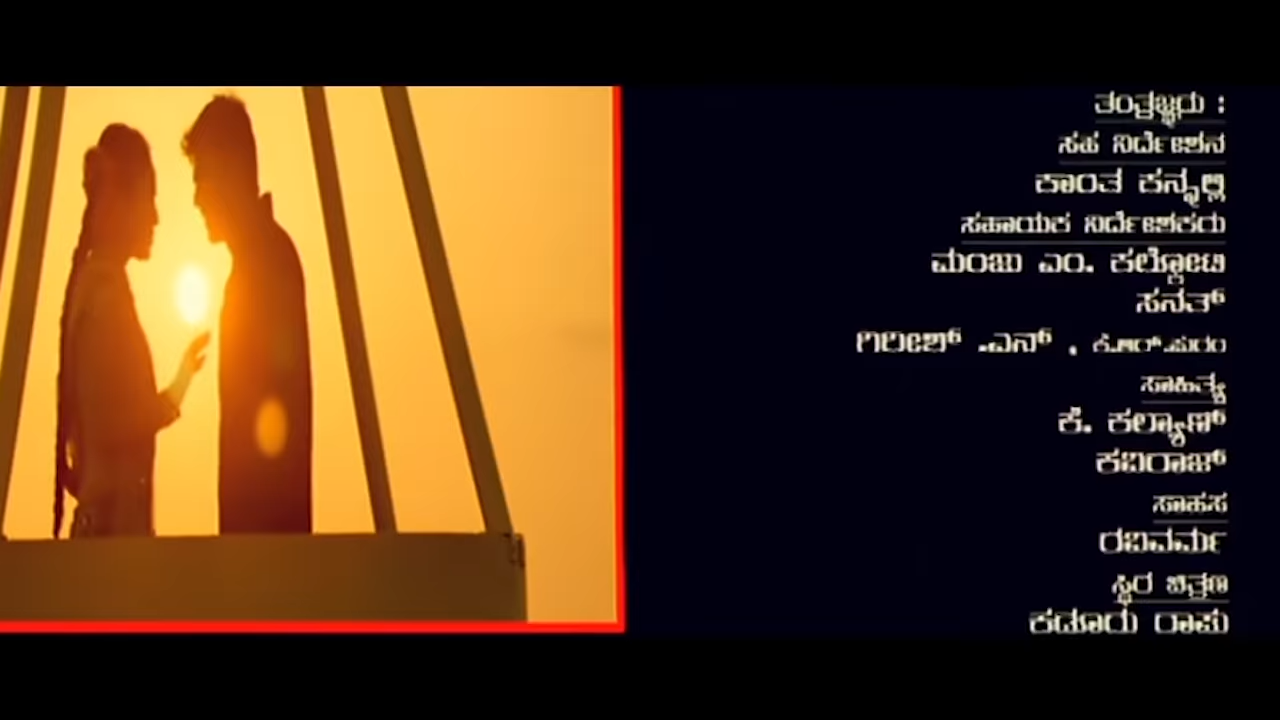 ತಂತ್ರಜ್ಞರು :
ಸಹ ನಿರ್ದೇಶನ
ಕಾಂತ ಕನ್ನಲ್ಲಿ
ಸಹಾಯಕ ನಿರ್ದೇಶಕರು
ಮಂಜು ಎಂ. ಕಲ್ಕೋಟಿ
ಸನತ್
ಗಿರೀಶ್ .ಎನ್ . ಕೆ.ಆರ್.ಪುರಂ
ಸಾಹಿತ್ಯ
ಕೆ. ಕಲ್ಯಾಣ್
ಕವಿರಾಜ್
ಸಾಹಸ
ರವಿವರ್ಮ
ಸ್ಥಿರ ಚಿತ್ರಣ
ಕಡೂರು ರಾಜು